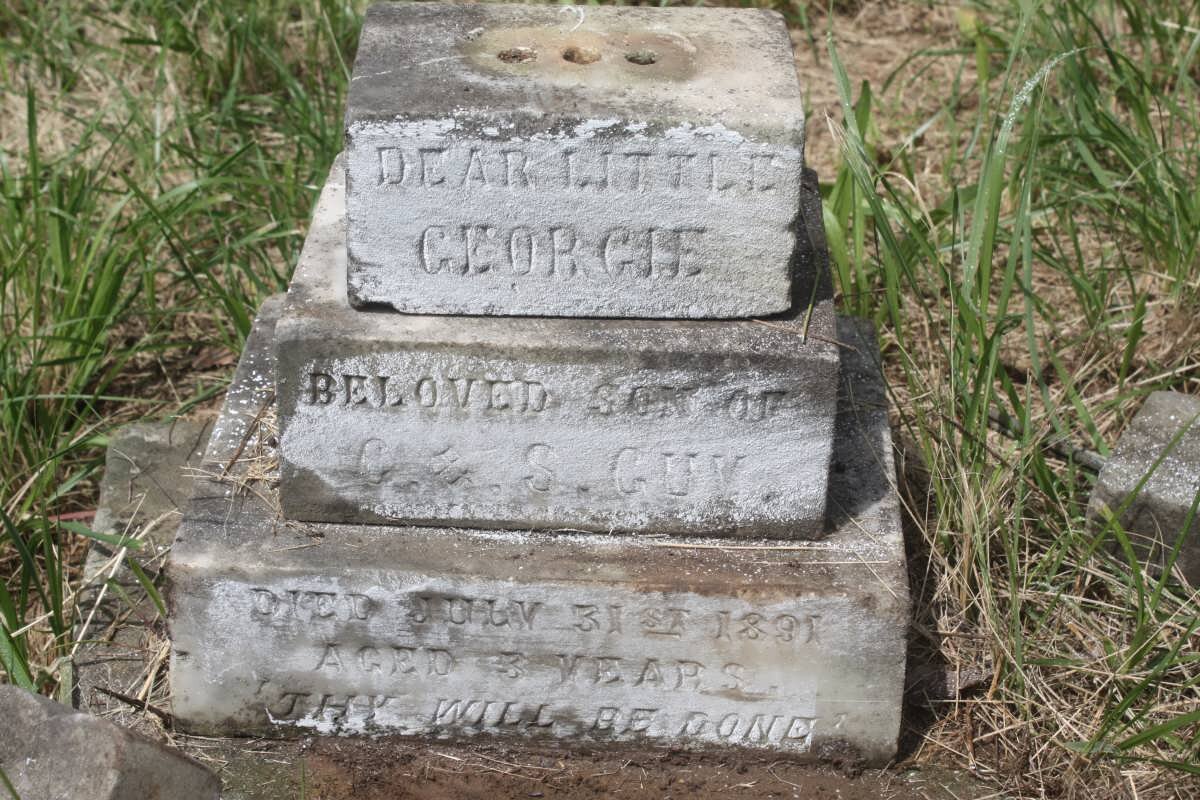 DEAR LITTLE
GEORGIE
BELOVED SON OF
G. & S. GUY
DIED JULY 31ST 1891
AGED 3 YEARS.
'THY WILL BE DONE'